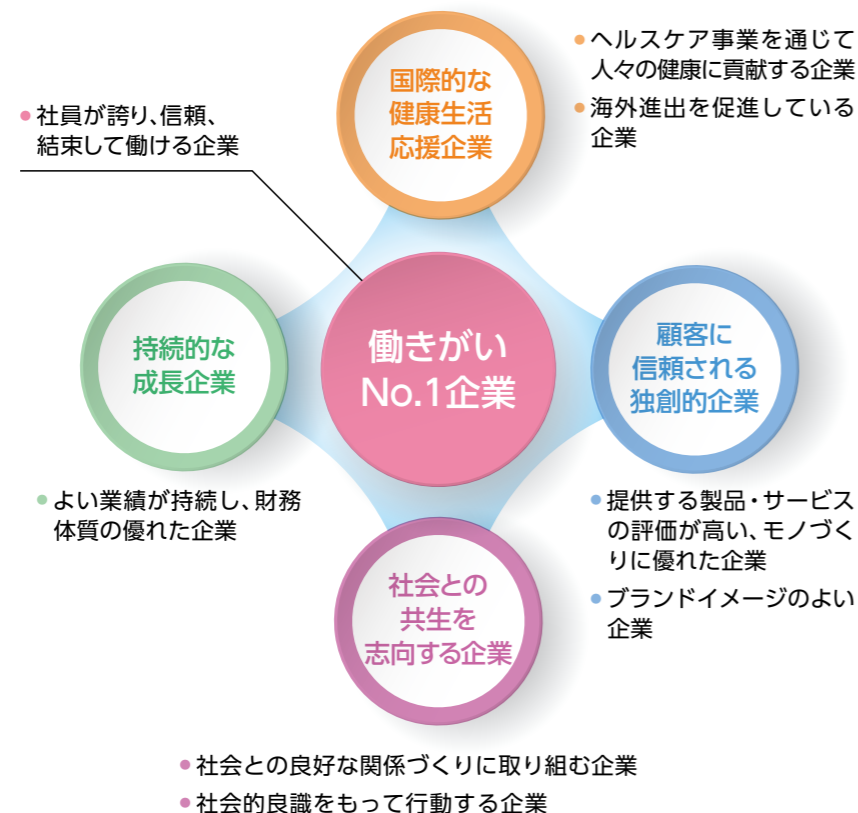 国際的な
健康生活
応援企業
●ヘルスケア事業を通じて
人々の健康に貢献する企業
●海外進出を促進している
企業
●社員が誇り、信頼、
結束して働ける企業
持続的な
成長企業
働きがい
No.1企業
顧客に
信頼される
独創的企業
●よい業績が持続し、財務
体質の優れた企業
●提供する製品・サービス
の評価が高い、モノづく
りに優れた企業
●ブランドイメージのよい
企業
社会との
共生を
志向する企業
●社会との良好な関係づくりに取り組む企業
●社会的良識をもって行動する企業